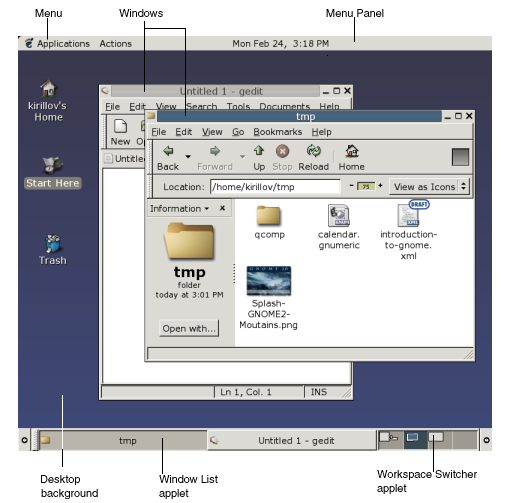 Menu
Windows
Menu Panel
Applications Actions
Mon Feb 24, 3:18 PM
kirillov's
Home
Start Here
Trash
Untitled 1 - gedit
File Edit View Search Tools Documents Help
New
Untitle
tmp
File Edit View Go Bookmarks Help
Back Forward Up Stop Reload Home
Location: /home/kirillov/tmp
75
View as Icons
Information
tmp
folder
today at 3:01 PM
Open with...
qcomp
calendar.
gnumeric
DRAFT
introduction-
to-gnome.
xml
GNOME 2.0
Splash-
GNOME2-
Moutains.png
Ln 1, Col. 1
INS
tmp
Untitled 1 - gedit
Desktop
background
Window List
applet
Workspace Switcher
applet